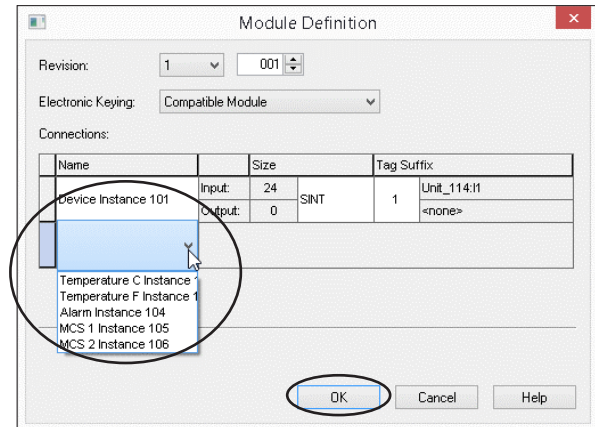 Module Definition
Revision: 1 001
Electronic Keying: Compatible Module
Connections:
Name Size Tag Suffix
Device Instance 101 Input: 24 SINT 1 Unit_114:I1
Output: 0 <none>
Temperature C Instance
Temperature F Instance 1
Alarm Instance 104
MCS 1 Instance 105
MCS 2 Instance 106
OK Cancel Help